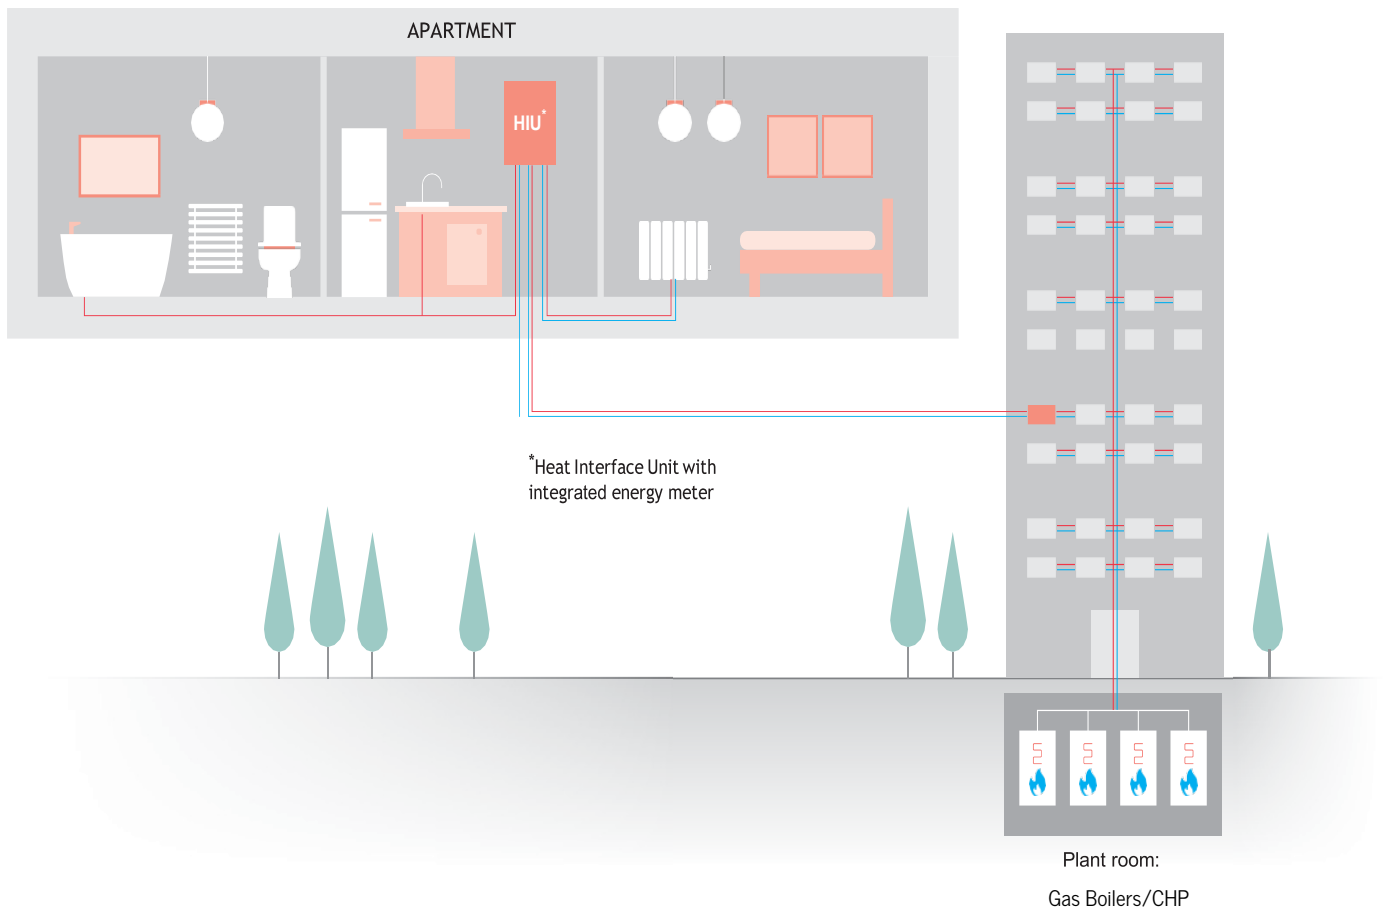 APARTMENT
HIU*
*Heat Interface Unit with
integrated energy meter
Plant room:
Gas Boilers/CHP